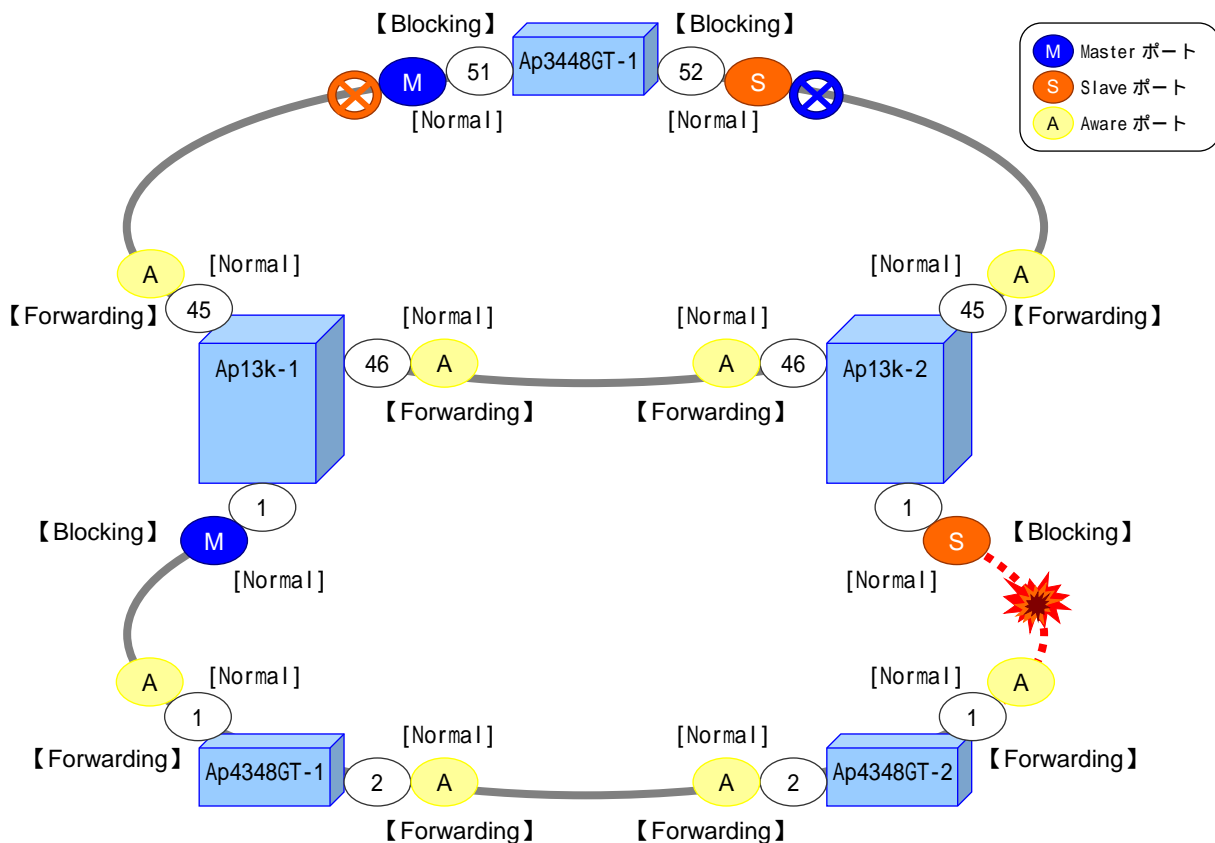 【Blocking】
【Blocking】
Ap3448GT-1
M
51
52
S
[Normal]
[Normal]
M Master ポート
S Slave ポート
A Aware ポート
A
[Normal]
45
【Forwarding】
[Normal]
A
45
【Forwarding】
Ap13k-1
[Normal]
46
A
【Forwarding】
[Normal]
A
46
【Forwarding】
Ap13k-2
1
【Blocking】
M
[Normal]
1
S
【Blocking】
[Normal]
A
[Normal]
1
【Forwarding】
[Normal]
A
1
【Forwarding】
Ap4348GT-1
[Normal]
2
A
【Forwarding】
[Normal]
A
2
【Forwarding】
Ap4348GT-2